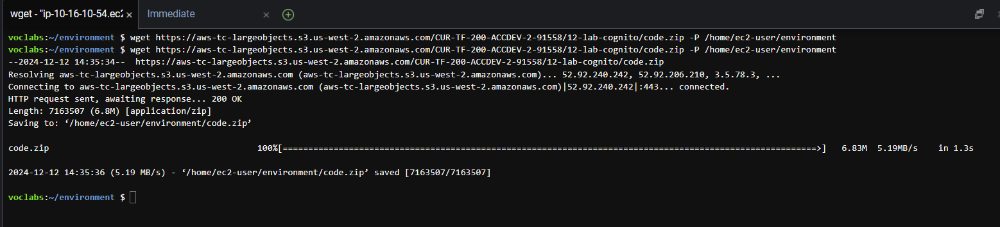 wget - "ip-10-16-10-54.ec2 × Immediate ×
voclabs:~/environment $ wget https://aws-tc-largeobjects.s3.us-west-2.amazonaws.com/CUR-TF-200-ACCDEV-2-91558/12-lab-cognito/code.zip -P /home/ec2-user/environment
voclabs:~/environment $ wget https://aws-tc-largeobjects.s3.us-west-2.amazonaws.com/CUR-TF-200-ACCDEV-2-91558/12-lab-cognito/code.zip -P /home/ec2-user/environment
--2024-12-12 14:35:34--  https://aws-tc-largeobjects.s3.us-west-2.amazonaws.com/CUR-TF-200-ACCDEV-2-91558/12-lab-cognito/code.zip
Resolving aws-tc-largeobjects.s3.us-west-2.amazonaws.com (aws-tc-largeobjects.s3.us-west-2.amazonaws.com)... 52.92.240.242, 52.92.206.210, 3.5.78.3, ...
Connecting to aws-tc-largeobjects.s3.us-west-2.amazonaws.com (aws-tc-largeobjects.s3.us-west-2.amazonaws.com)|52.92.240.242|:443... connected.
HTTP request sent, awaiting response... 200 OK
Length: 7163507 (6.8M) [application/zip]
Saving to: ‘/home/ec2-user/environment/code.zip’
code.zip 100%[=========================================================================================================>] 6.83M 5.19MB/s in 1.3s
2024-12-12 14:35:36 (5.19 MB/s) - ‘/home/ec2-user/environment/code.zip’ saved [7163507/7163507]
voclabs:~/environment $